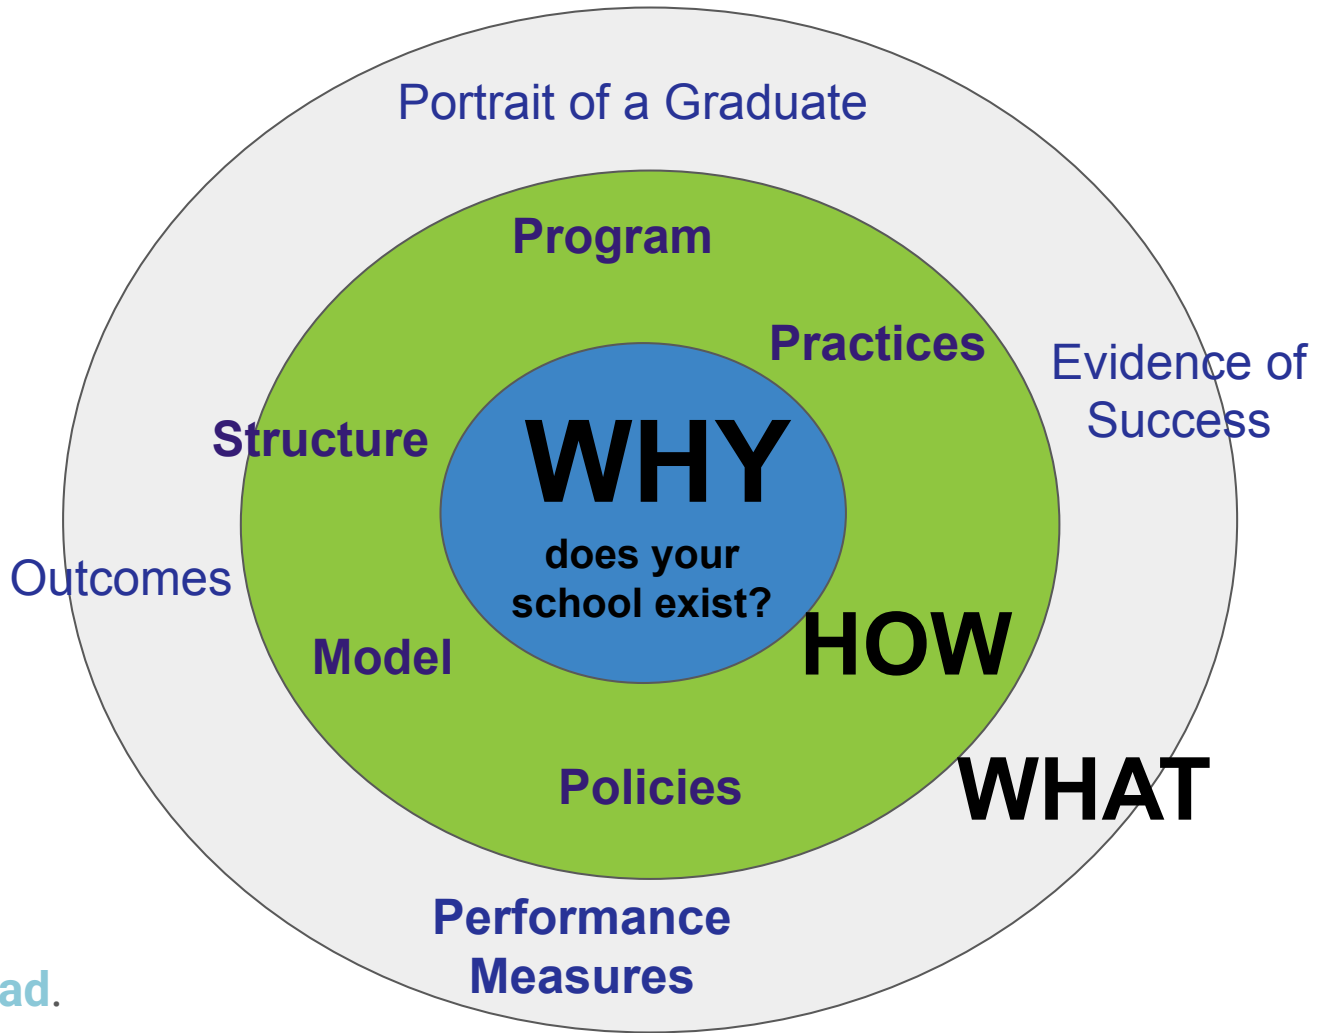 Portrait of a Graduate
Program
Practices
Evidence of
Success
Structure
WHY
does your
school exist?
Outcomes
HOW
Model
WHAT
Policies
Performance
Measures
ad.